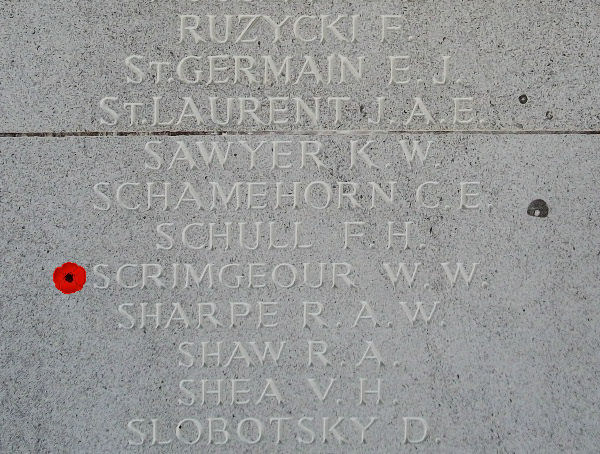 RUZYCKI F.
ST. GERMAIN E. J.
ST. LAURENT J. A. E.
SAWYER K. W.
SCHAMEHORN C. E.
SCHULL F. H.
SCRIMGEOUR W. W.
SHARPE R. A. W.
SHAW R. A.
SHEA V. H.
SLOBOTSKY D.